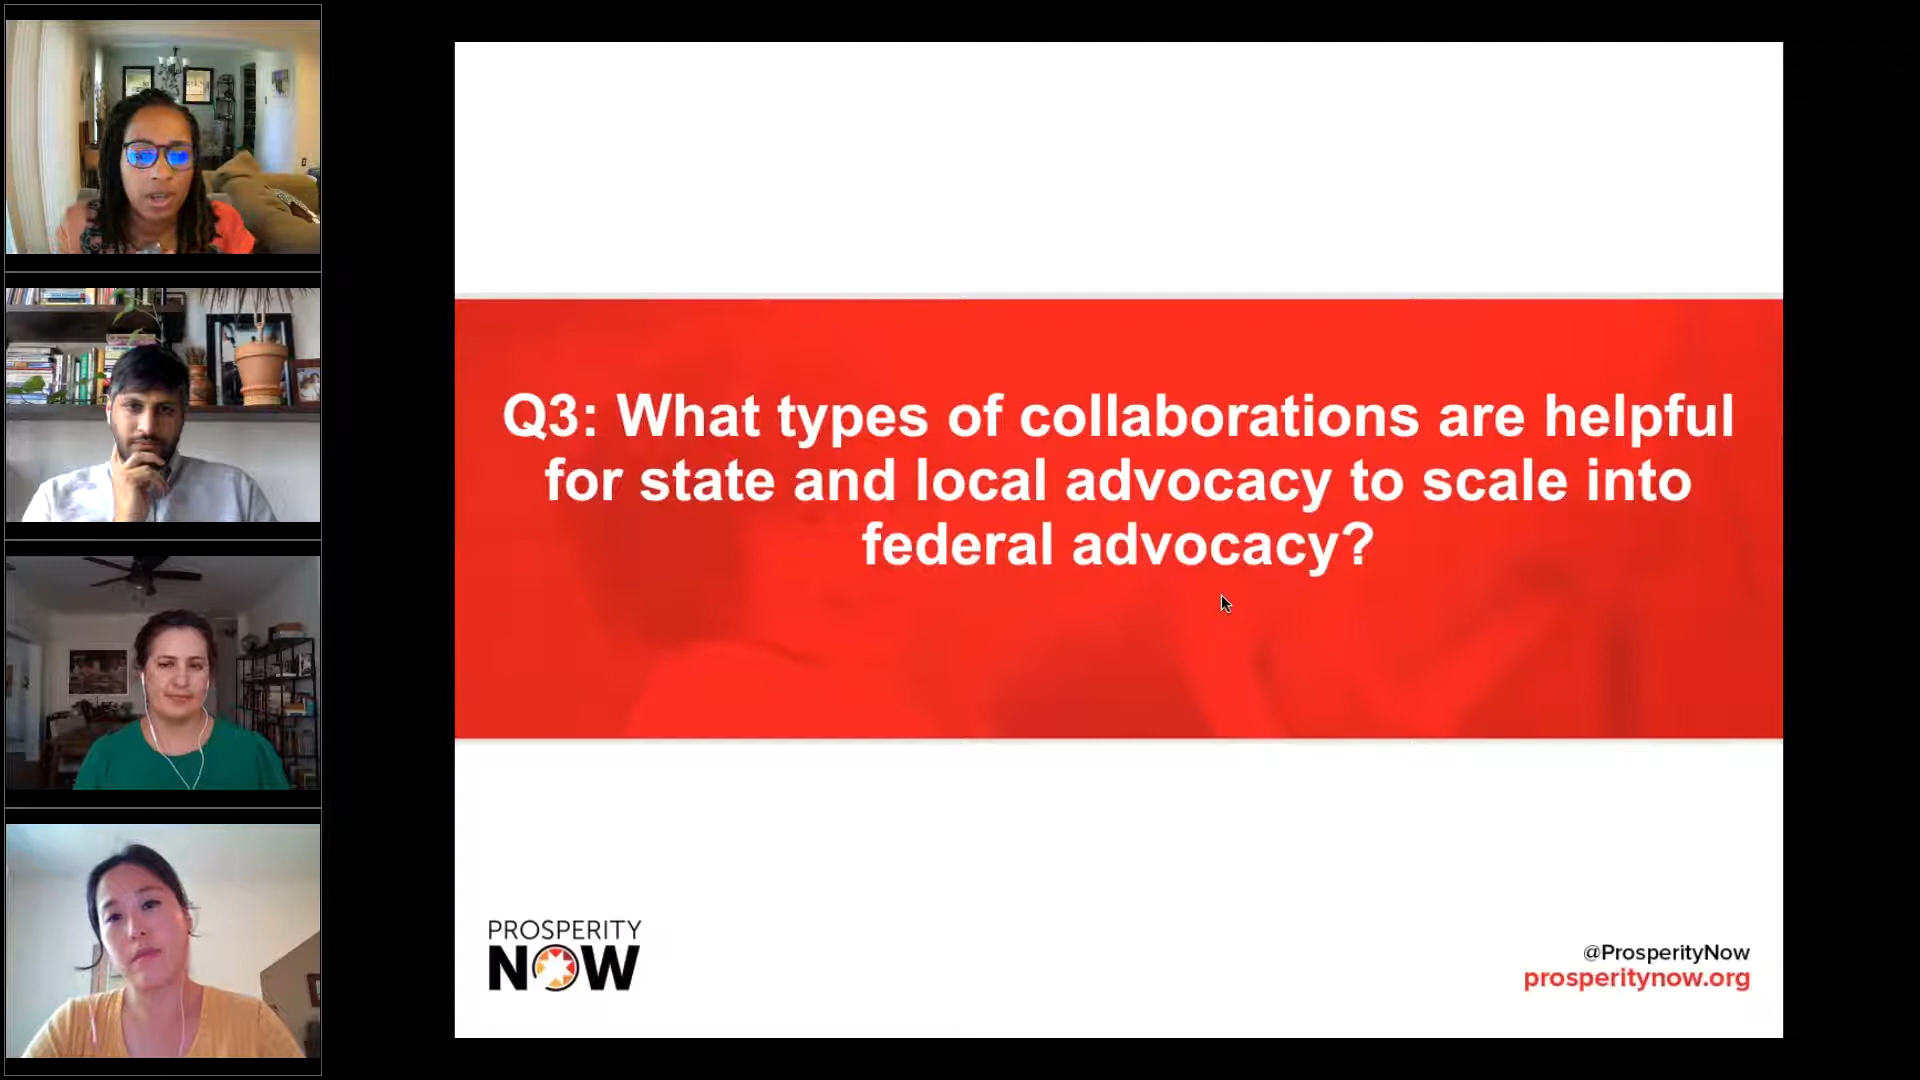 Q3: What types of collaborations are helpful
for state and local advocacy to scale into
federal advocacy?
PROSPERITY
NOW
@ProsperityNow
prosperitynow.org